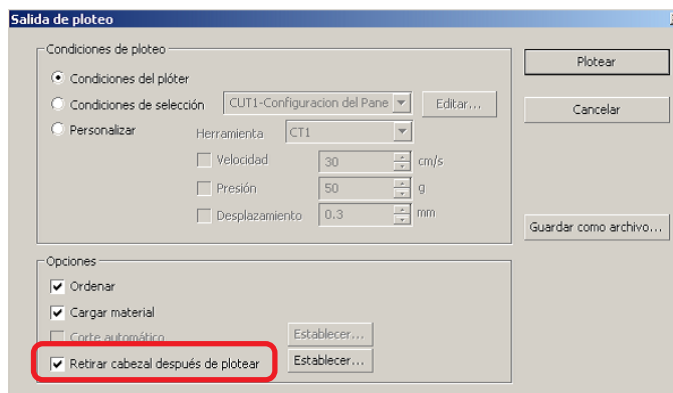 Salida de ploteo
Condiciones de ploteo
Condiciones del plóter
Condiciones de selección CUT1-Configuracion del Pane Editar...
Personalizar Herramienta CT1
Velocidad 30 cm/s
Presión 50 g
Desplazamiento 0.3 mm
Plotear
Cancelar
Guardar como archivo...
Opciones
Ordenar
Cargar material
Corte automático Establecer...
Retirar cabezal después de plotear Establecer...